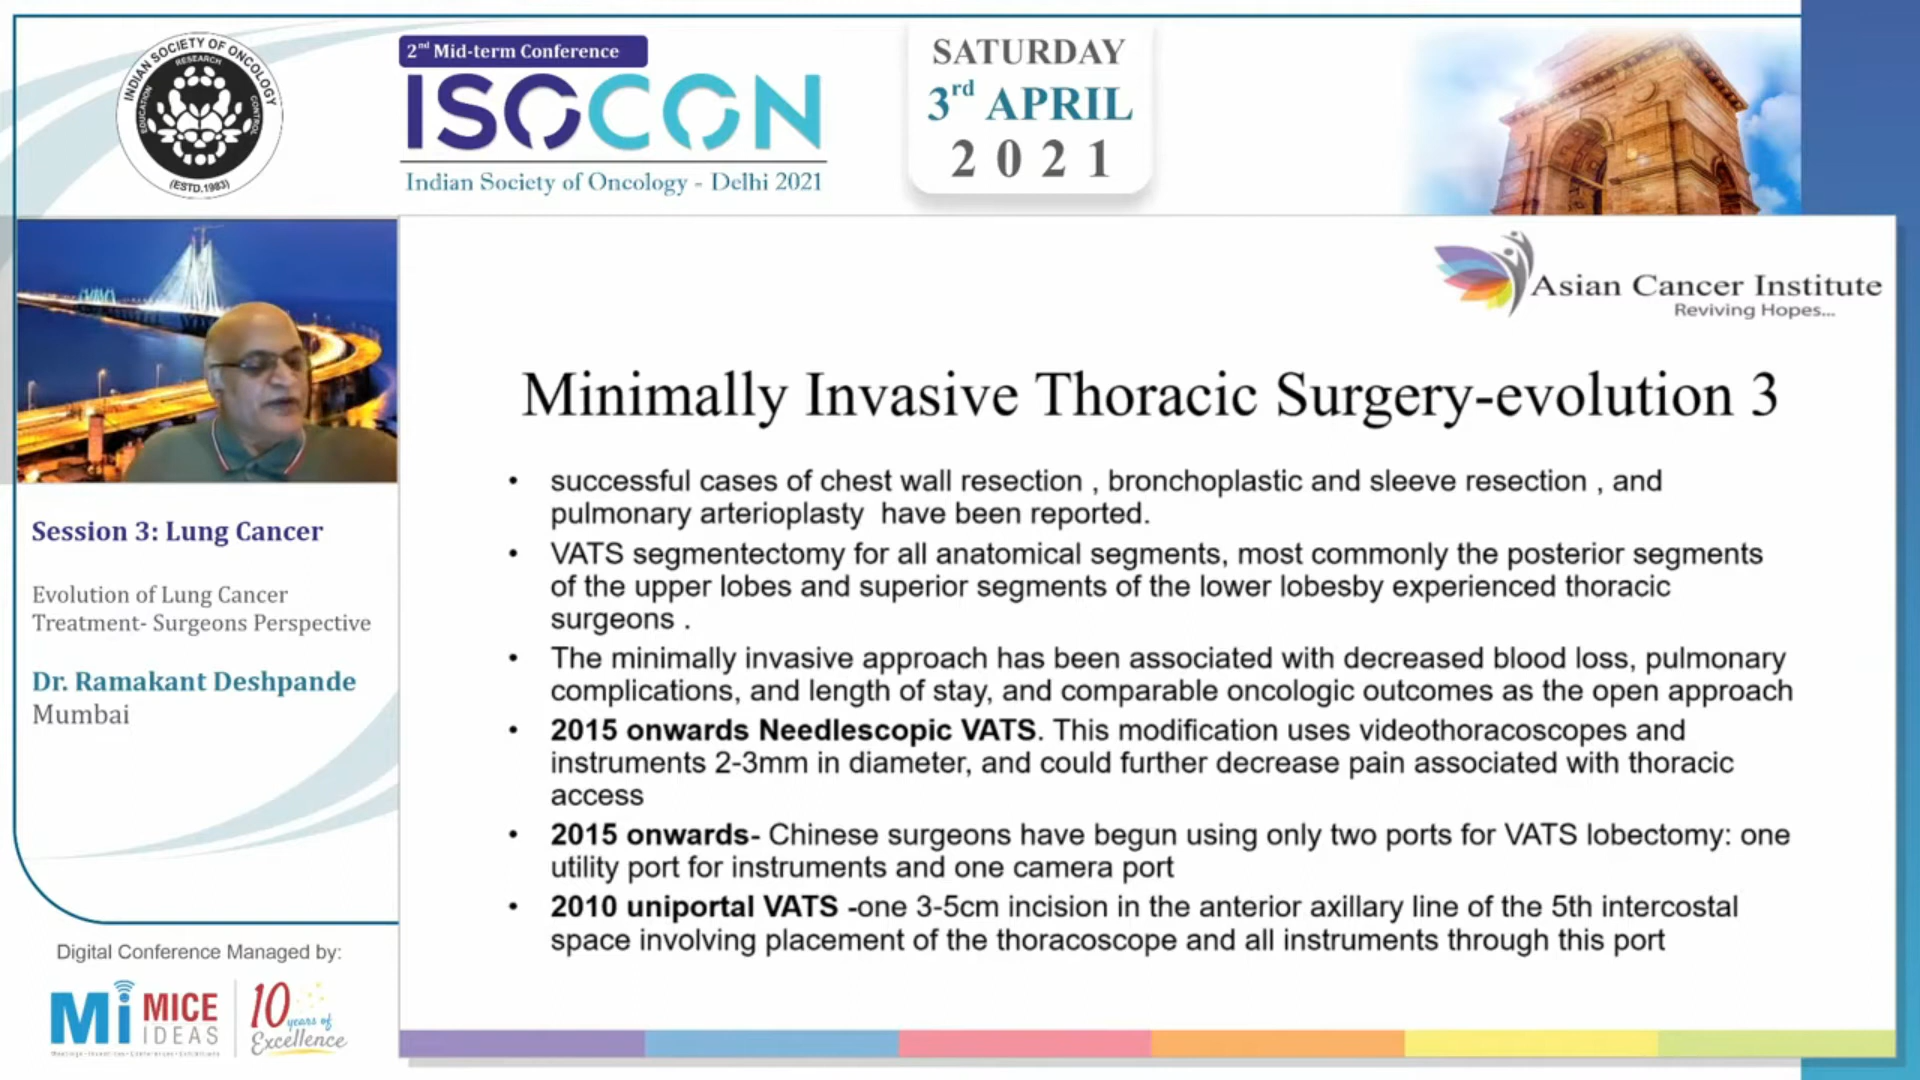 INDIAN SOCIETY OF ONCOLOGY
RESEARCH
EDUCATION
CONTROL
(ESTD.1983)
2nd Mid-term Conference
ISOCON
Indian Society of Oncology - Delhi 2021
SATURDAY
3rd APRIL
2021
Asian Cancer Institute
Reviving Hopes...
Session 3: Lung Cancer
Evolution of Lung Cancer
Treatment- Surgeons Perspective
Dr. Ramakant Deshpande
Mumbai
Digital Conference Managed by:
Mi MICE
IDEAS
10
years of
Excellence
Minimally Invasive Thoracic Surgery-evolution 3
• successful cases of chest wall resection , bronchoplastic and sleeve resection , and
pulmonary arterioplasty  have been reported.
• VATS segmentectomy for all anatomical segments, most commonly the posterior segments
of the upper lobes and superior segments of the lower lobesby experienced thoracic
surgeons .
• The minimally invasive approach has been associated with decreased blood loss, pulmonary
complications, and length of stay, and comparable oncologic outcomes as the open approach
• 2015 onwards Needlescopic VATS. This modification uses videothoracoscopes and
instruments 2-3mm in diameter, and could further decrease pain associated with thoracic
access
• 2015 onwards- Chinese surgeons have begun using only two ports for VATS lobectomy: one
utility port for instruments and one camera port
• 2010 uniportal VATS -one 3-5cm incision in the anterior axillary line of the 5th intercostal
space involving placement of the thoracoscope and all instruments through this port